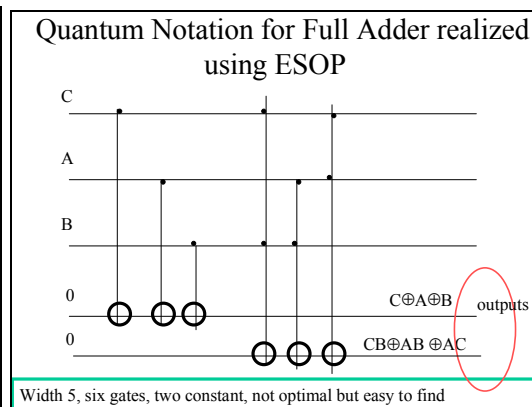 Quantum Notation for Full Adder realized
using ESOP
C
A
B
0
C⊕A⊕B
outputs
0
CB⊕AB ⊕AC
Width 5, six gates, two constant, not optimal but easy to find